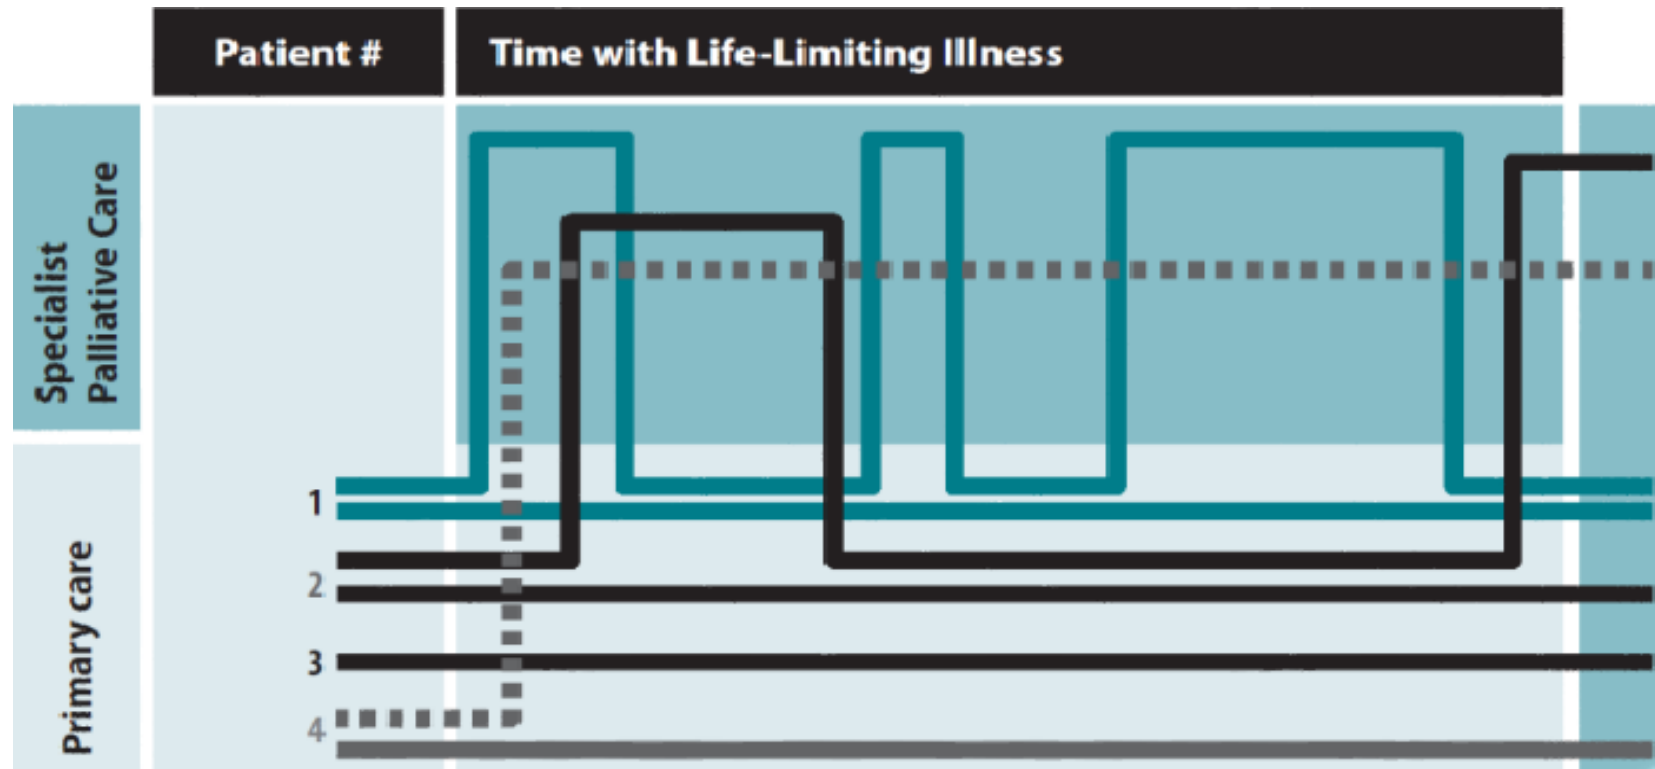 Patient #
Time with Life-Limiting Illness
Specialist
Palliative Care
Primary care
1
2
3
4